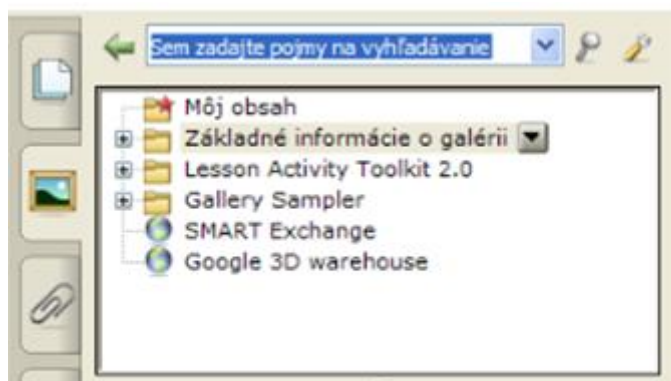 Sem zadajte pojmy na vyhľadávanie
Môj obsah
Základné informácie o galérii
Lesson Activity Toolkit 2.0
Gallery Sampler
SMART Exchange
Google 3D warehouse